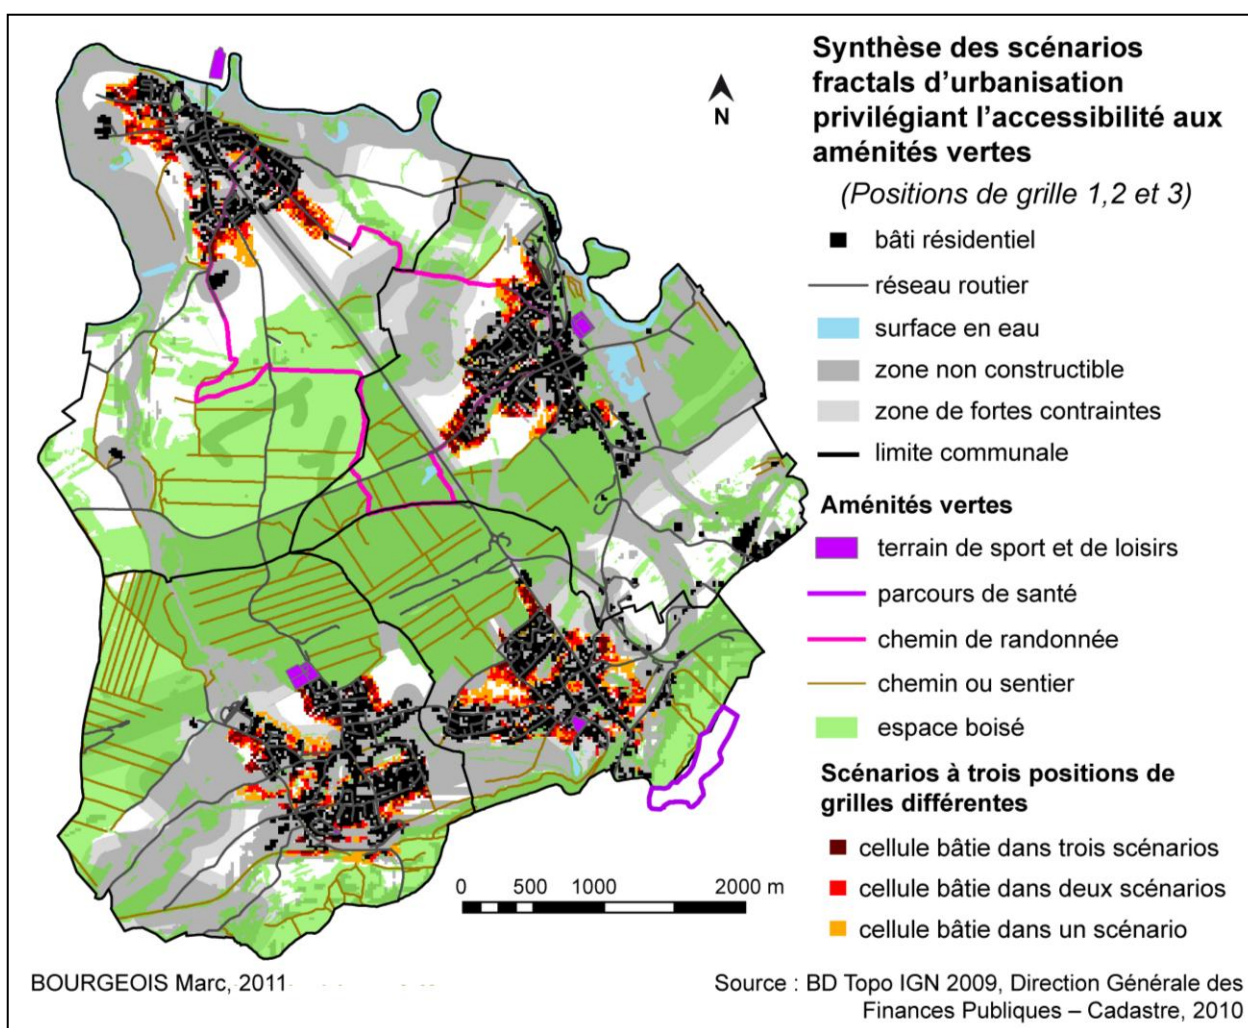 Synthèse des scénarios
fractals d'urbanisation
privilégiant l'accessibilité aux
aménités vertes
(Positions de grille 1,2 et 3)
N
bâti résidentiel
réseau routier
surface en eau
zone non constructible
zone de fortes contraintes
limite communale
Aménités vertes
terrain de sport et de loisirs
parcours de santé
chemin de randonnée
chemin ou sentier
espace boisé
Scénarios à trois positions de
grilles différentes
cellule bâtie dans trois scénarios
cellule bâtie dans deux scénarios
cellule bâtie dans un scénario
0 500 1000 2000 m
BOURGEOIS Marc, 2011
Source : BD Topo IGN 2009, Direction Générale des
Finances Publiques – Cadastre, 2010